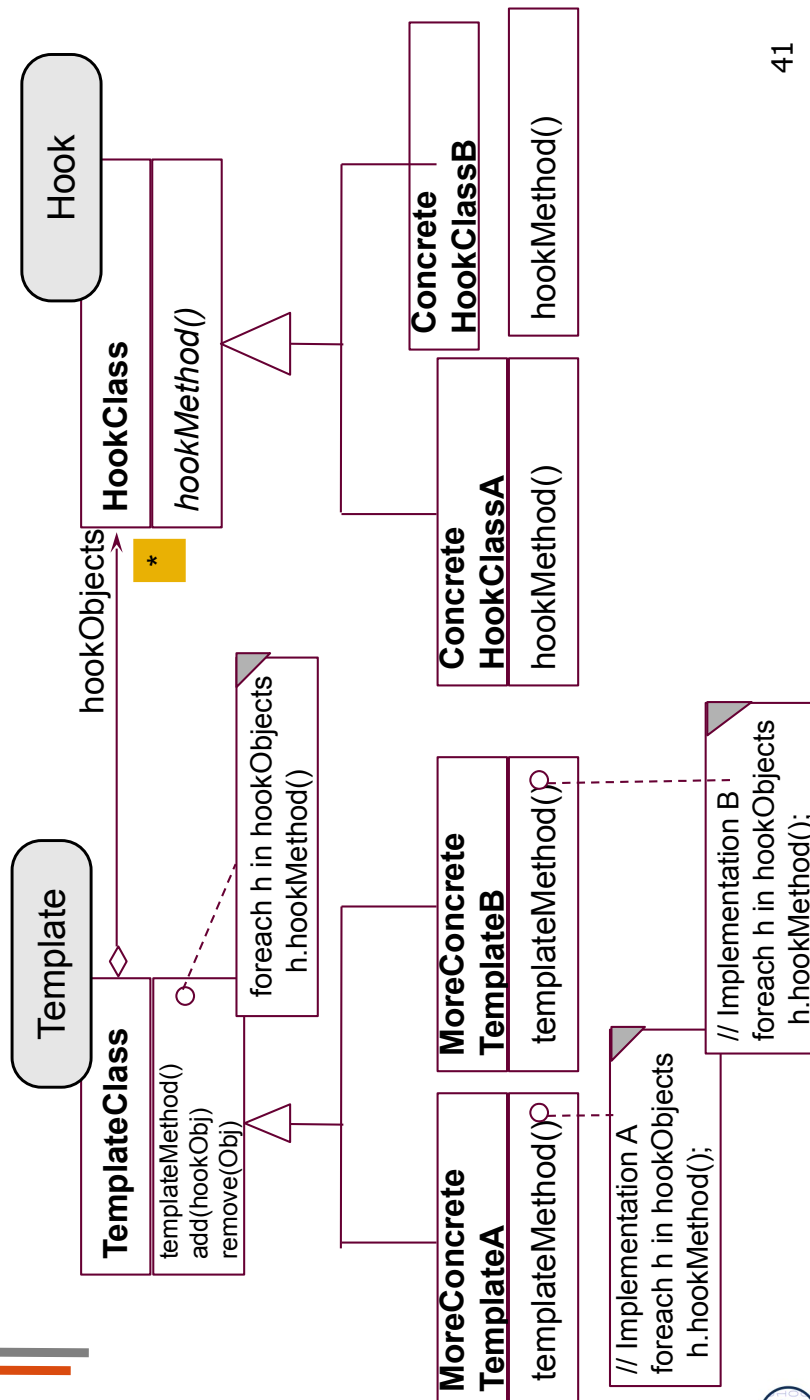 Template
Hook
hookObjects
TemplateClass
templateMethod()
add(hookObj)
remove(Obj)
*
HookClass
hookMethod()
foreach h in hookObjects
h.hookMethod()
MoreConcrete
TemplateA
templateMethod()
MoreConcrete
TemplateB
templateMethod()
Concrete
HookClassA
hookMethod()
Concrete
HookClassB
hookMethod()
// Implementation A
foreach h in hookObjects
h.hookMethod();
// Implementation B
foreach h in hookObjects
h.hookMethod();
41